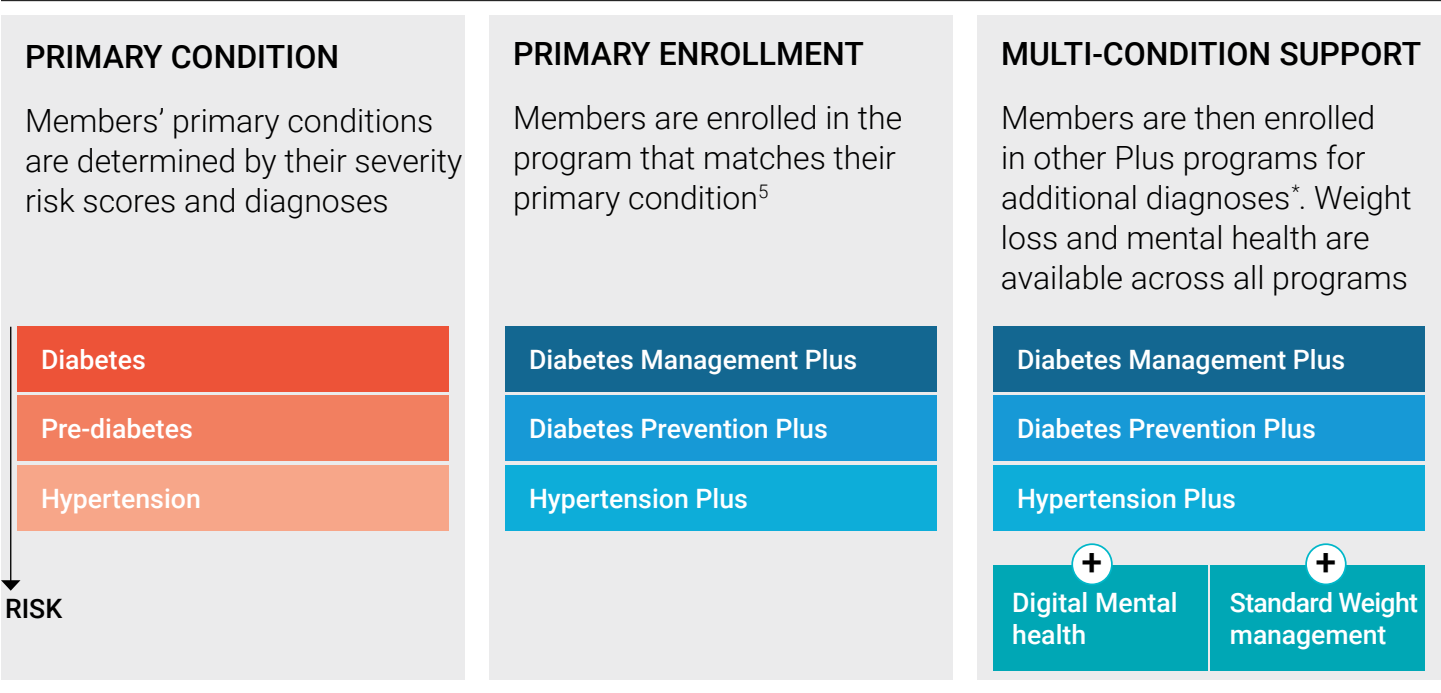 PRIMARY CONDITION
Members’ primary conditions
are determined by their severity
risk scores and diagnoses
Diabetes
Pre-diabetes
Hypertension
RISK
PRIMARY ENROLLMENT
Members are enrolled in the
program that matches their
primary condition5
Diabetes Management Plus
Diabetes Prevention Plus
Hypertension Plus
MULTI-CONDITION SUPPORT
Members are then enrolled
in other Plus programs for
additional diagnoses*. Weight
loss and mental health are
available across all programs
Diabetes Management Plus
Diabetes Prevention Plus
Hypertension Plus
+
Digital Mental
health
+
Standard Weight
management